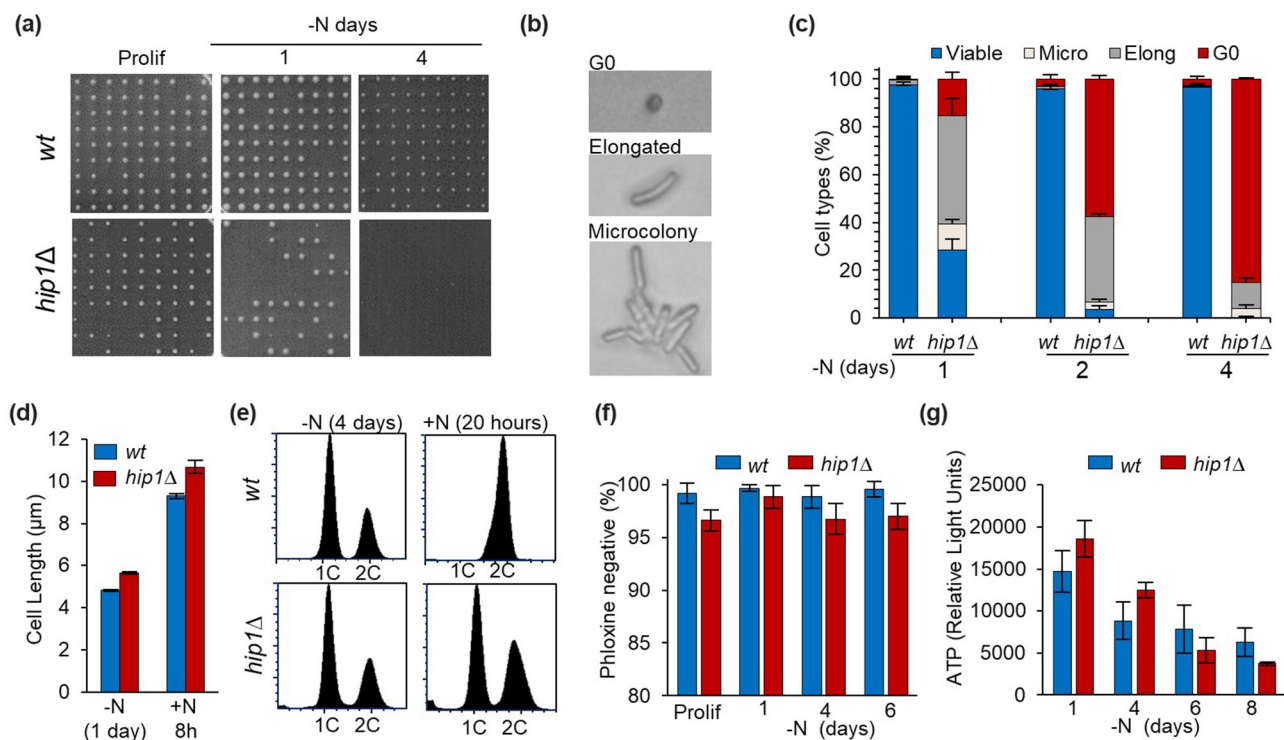 (a)
-N days
Prolif 1 4
wt
hip1Δ
(b)
G0
Elongated
Microcolony
(c)
Viable Micro Elong G0
Cell types (%)
100
80
60
40
20
0
wt hip1Δ wt hip1Δ wt hip1Δ
-N (days) 1 2 4
(d)
wt
hip1Δ
Cell Length (µm)
12
10
8
6
4
2
0
-N +N
(1 day) 8h
(e)
-N (4 days) +N (20 hours)
wt
1C 2C 1C 2C
hip1Δ
1C 2C 1C 2C
(f)
wt hip1Δ
Phloxine negative (%)
100
95
90
85
80
Prolif 1 4 6
-N (days)
(g)
wt hip1Δ
ATP (Relative Light Units)
25000
20000
15000
10000
5000
0
1 4 6 8
-N (days)